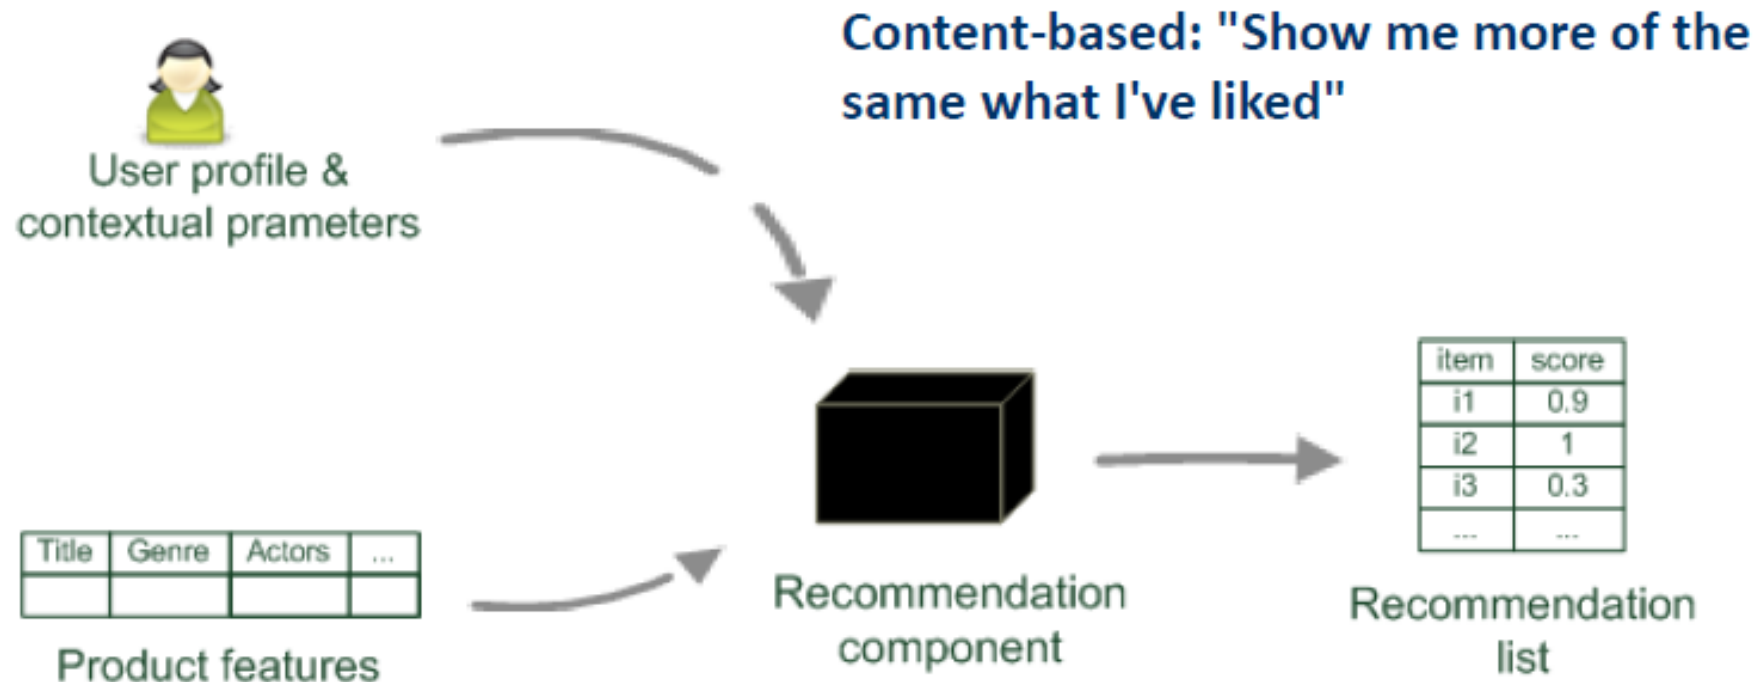 Content-based: "Show me more of the
same what I've liked"
User profile &
contextual prameters
item score
i1 0.9
i2 1
i3 0.3
... ...
Title Genre Actors ...
Product features
Recommendation
component
Recommendation
list